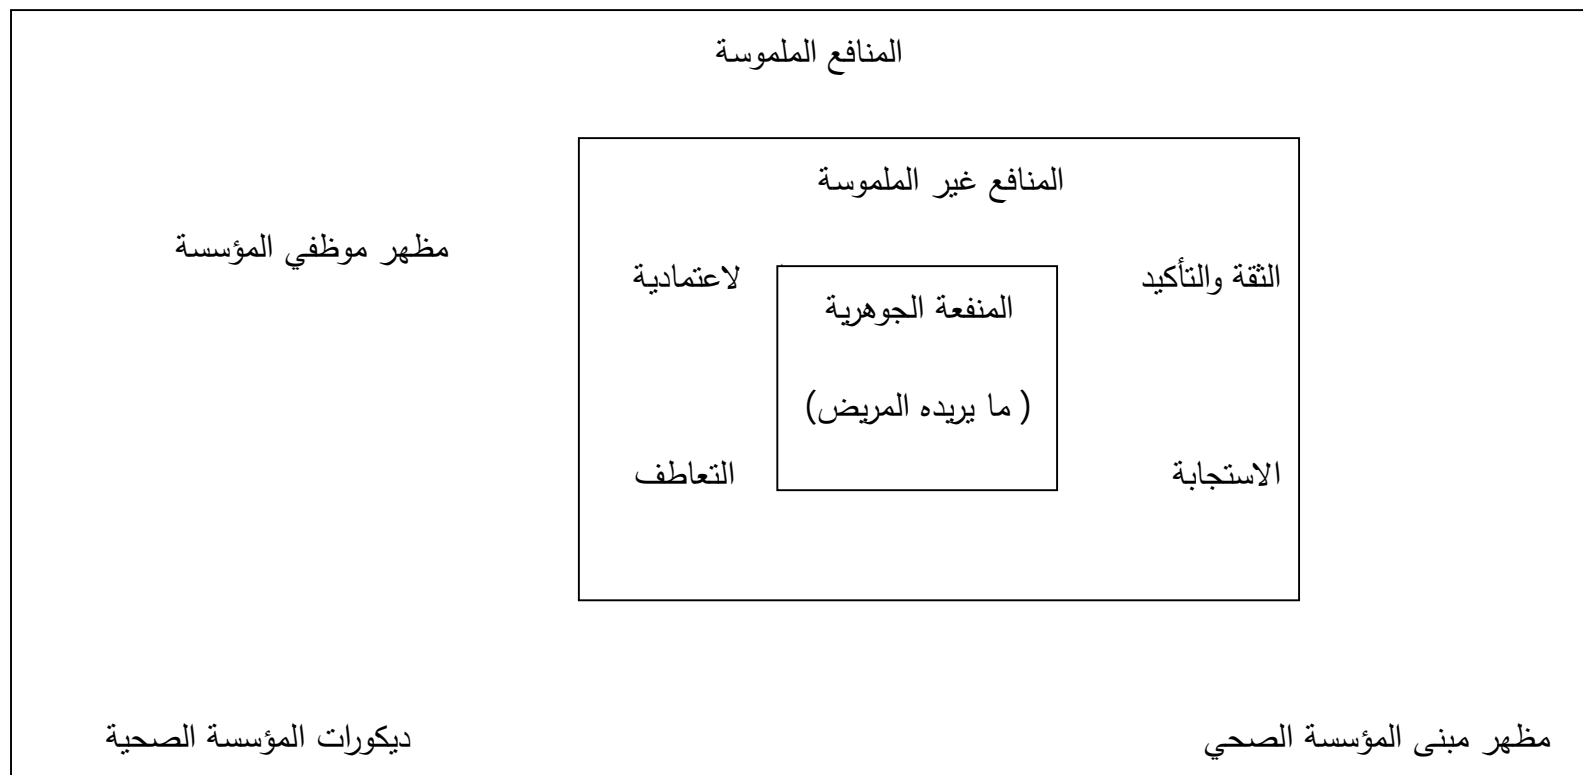 المنافع الملموسة
المنافع غير الملموسة
مظهر موظفي المؤسسة
الثقة والتأكيد
لاعتمادية
المنفعة الجوهرية
( ما يريده المريض)
الاستجابة
التعاطف
مظهر مبنى المؤسسة الصحي
ديكورات المؤسسة الصحية